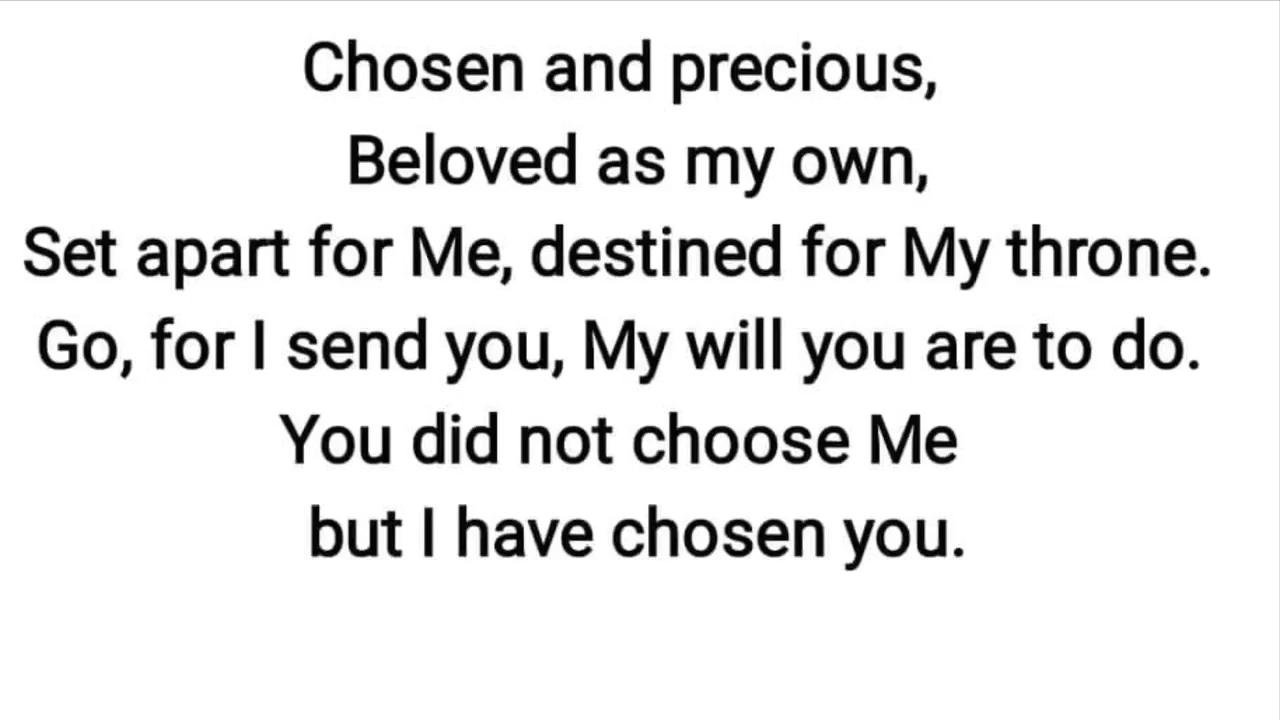 Chosen and precious,
Beloved as my own,
Set apart for Me, destined for My throne.
Go, for I send you, My will you are to do.
You did not choose Me
but I have chosen you.